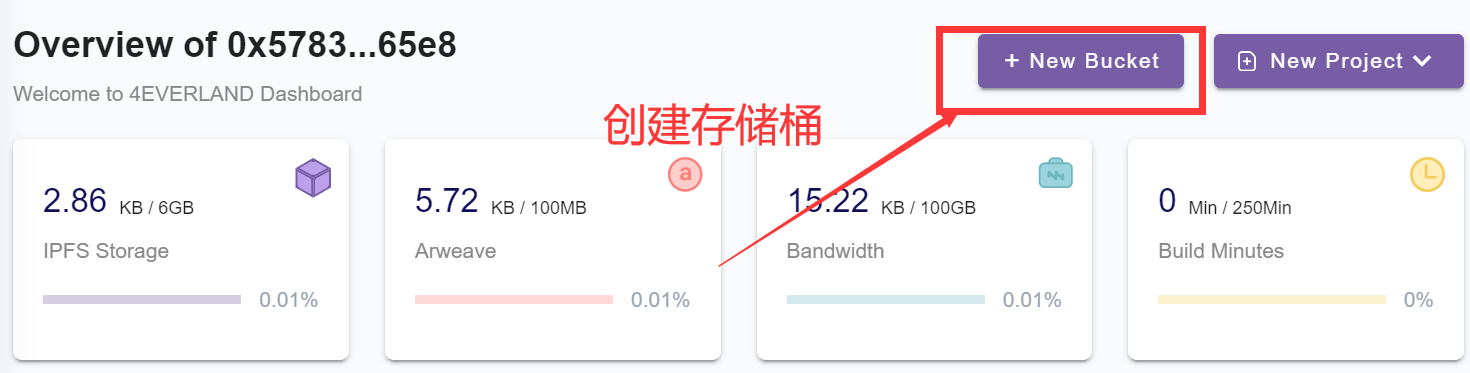 Overview of 0x5783...65e8
+ New Bucket
New Project
Welcome to 4EVERLAND Dashboard
创建存储桶
2.86 KB / 6GB
IPFS Storage
0.01%
a
5.72 KB / 100MB
Arweave
0.01%
15.22 KB / 100GB
Bandwidth
0.01%
0 Min / 250Min
Build Minutes
0%